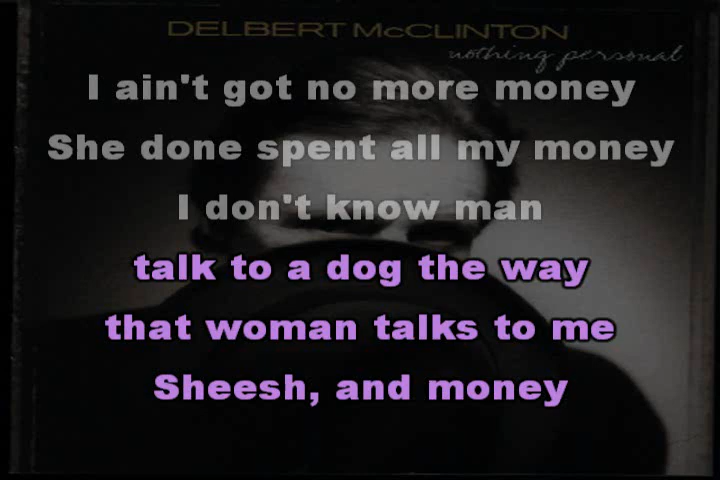 DELBERT McCLINTON
nothing personal
I ain't got no more money
She done spent all my money
I don't know man
talk to a dog the way
that woman talks to me
Sheesh, and money